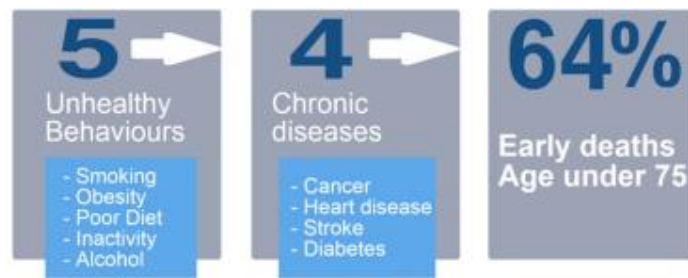 5
Unhealthy
Behaviours
- Smoking
- Obesity
- Poor Diet
- Inactivity
- Alcohol
4
Chronic
diseases
- Cancer
- Heart disease
- Stroke
- Diabetes
64%
Early deaths
Age under 75